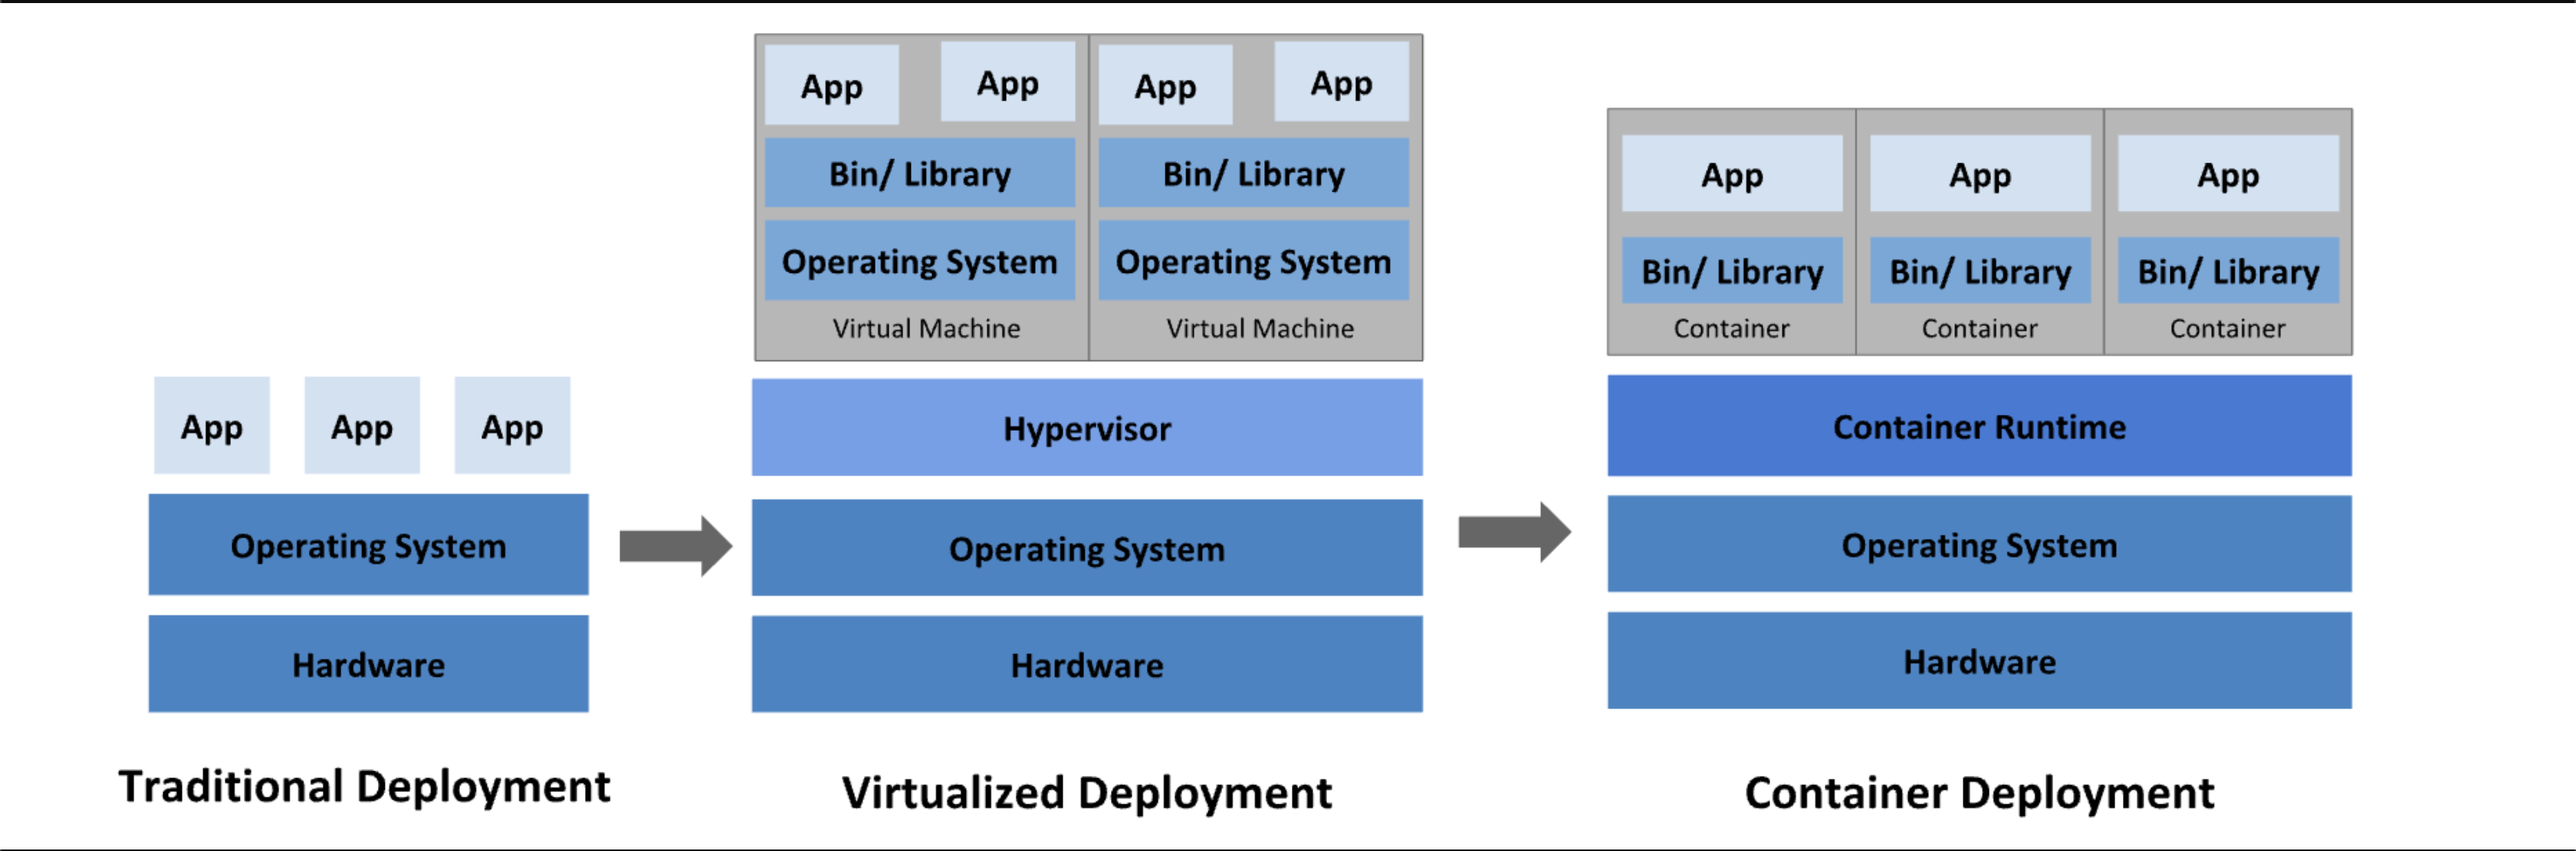 App App App
Operating System
Hardware
Traditional Deployment
App App App App
Bin/ Library Bin/ Library
Operating System Operating System
Virtual Machine Virtual Machine
Hypervisor
Operating System
Hardware
Virtualized Deployment
App App App
Bin/ Library Bin/ Library Bin/ Library
Container Container Container
Container Runtime
Operating System
Hardware
Container Deployment